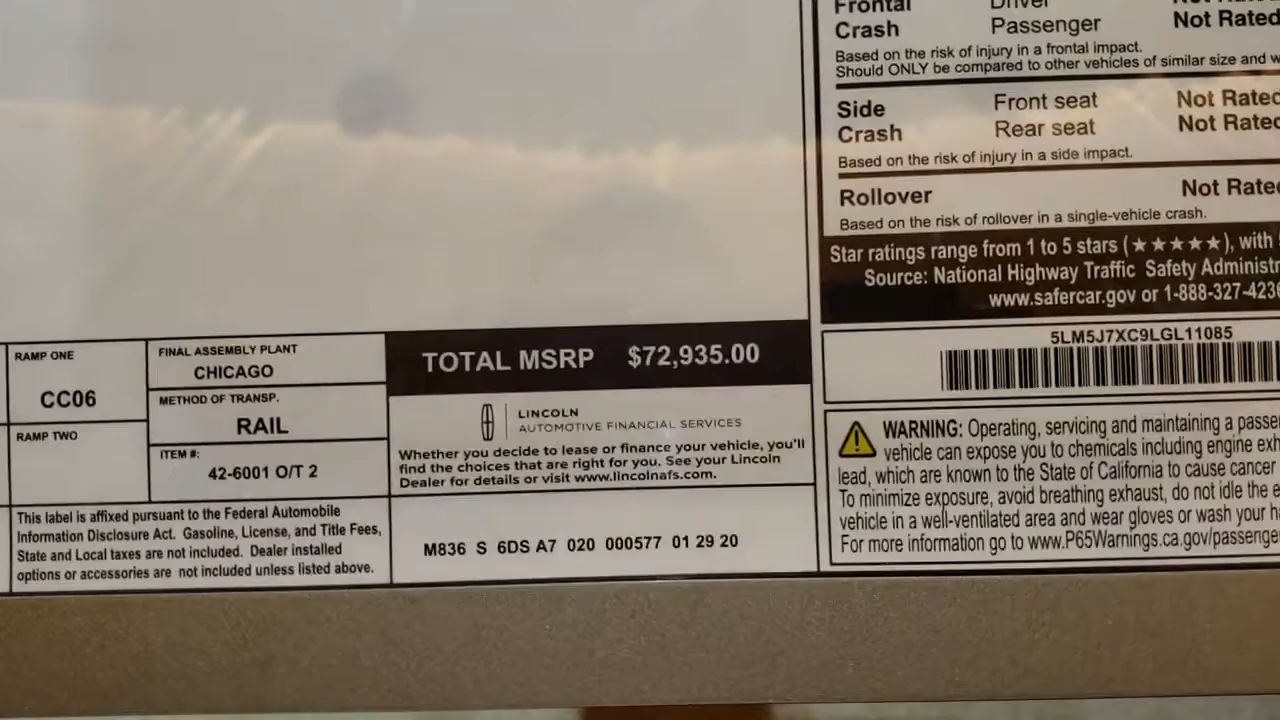 RAMP ONE
CC06
RAMP TWO
FINAL ASSEMBLY PLANT
CHICAGO
METHOD OF TRANSP.
RAIL
ITEM #:
42-6001 O/T 2
This label is affixed pursuant to the Federal Automobile
Information Disclosure Act. Gasoline, License, and Title Fees,
State and Local taxes are not included. Dealer installed
options or accessories are not included unless listed above.
TOTAL MSRP $72,935.00
LINCOLN
AUTOMOTIVE FINANCIAL SERVICES
Whether you decide to lease or finance your vehicle, you'll
find the choices that are right for you. See your Lincoln
Dealer for details or visit www.lincolnafs.com.
M836 S 6DS A7 020 000577 01 29 20
Frontal Driver
Crash Passenger Not Rated
Based on the risk of injury in a frontal impact.
Should ONLY be compared to other vehicles of similar size and
Side Front seat Not Rated
Crash Rear seat Not Rated
Based on the risk of injury in a side impact.
Rollover Not Rate
Based on the risk of rollover in a single-vehicle crash.
Star ratings range from 1 to 5 stars (★★★★★), with
Source: National Highway Traffic Safety Administr
www.safercar.gov or 1-888-327-423
5LM5J7XC9LGL11085
WARNING: Operating, servicing and maintaining a passe
vehicle can expose you to chemicals including engine exh
lead, which are known to the State of California to cause cancer
To minimize exposure, avoid breathing exhaust, do not idle the e
vehicle in a well-ventilated area and wear gloves or wash your h
For more information go to www.P65Warnings.ca.gov/passenge